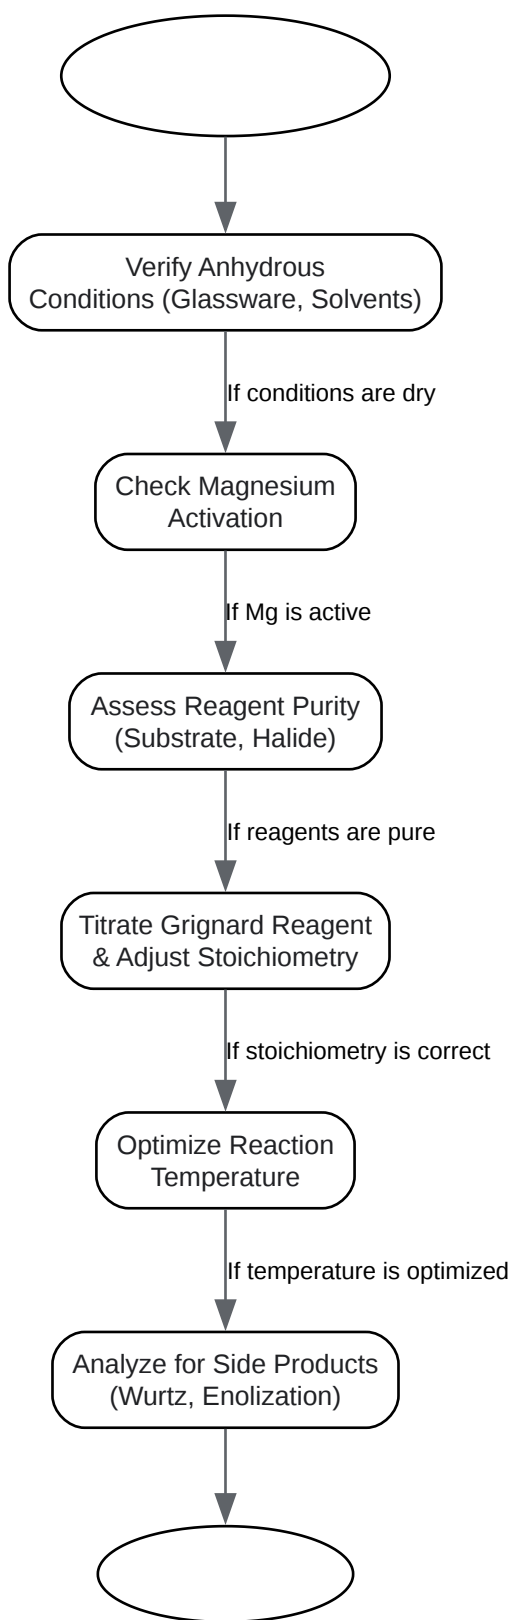 Verify Anhydrous
Conditions (Glassware, Solvents)
If conditions are dry
Check Magnesium
Activation
If Mg is active
Assess Reagent Purity
(Substrate, Halide)
If reagents are pure
Titrate Grignard Reagent
& Adjust Stoichiometry
If stoichiometry is correct
Optimize Reaction
Temperature
If temperature is optimized
Analyze for Side Products
(Wurtz, Enolization)